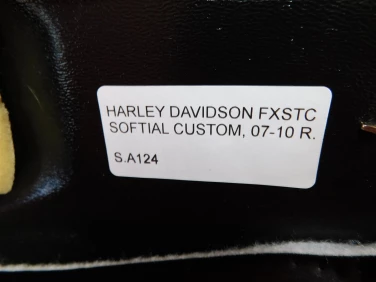 HARLEY DAVIDSON FXSTC
SOFTIAL CUSTOM, 07-10 R.
S.A124